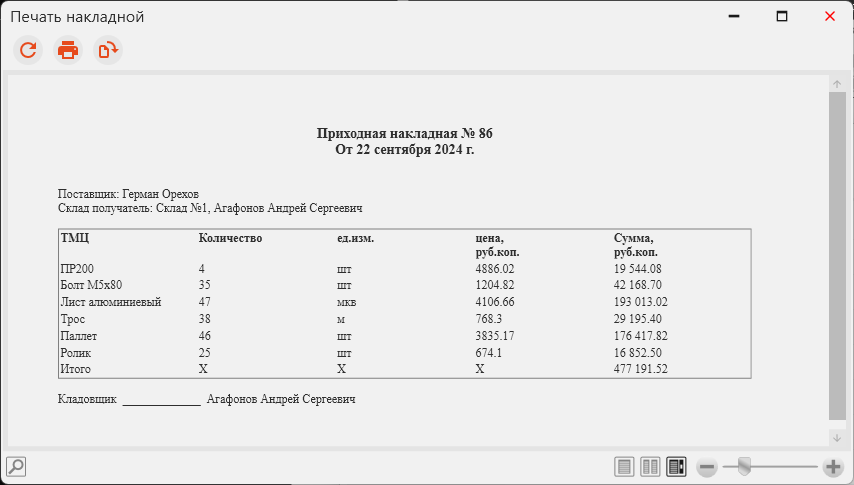 Печать накладной
Приходная накладная № 86
От 22 сентября 2024 г.
Поставщик: Герман Орехов
Склад получатель: Склад №1, Агафонов Андрей Сергеевич
ТМЦ Количество ед.изм. цена, Сумма,
руб.коп. руб.коп.
ПР200 4 шт 4886.02 19 544.08
Болт М5х80 35 шт 1204.82 42 168.70
Лист алюминиевый 47 мкв 4106.66 193 013.02
Трос 38 м 768.3 29 195.40
Паллет 46 шт 3835.17 176 417.82
Ролик 25 шт 674.1 16 852.50
Итого Х Х Х 477 191.52
Кладовщик _____________ Агафонов Андрей Сергеевич